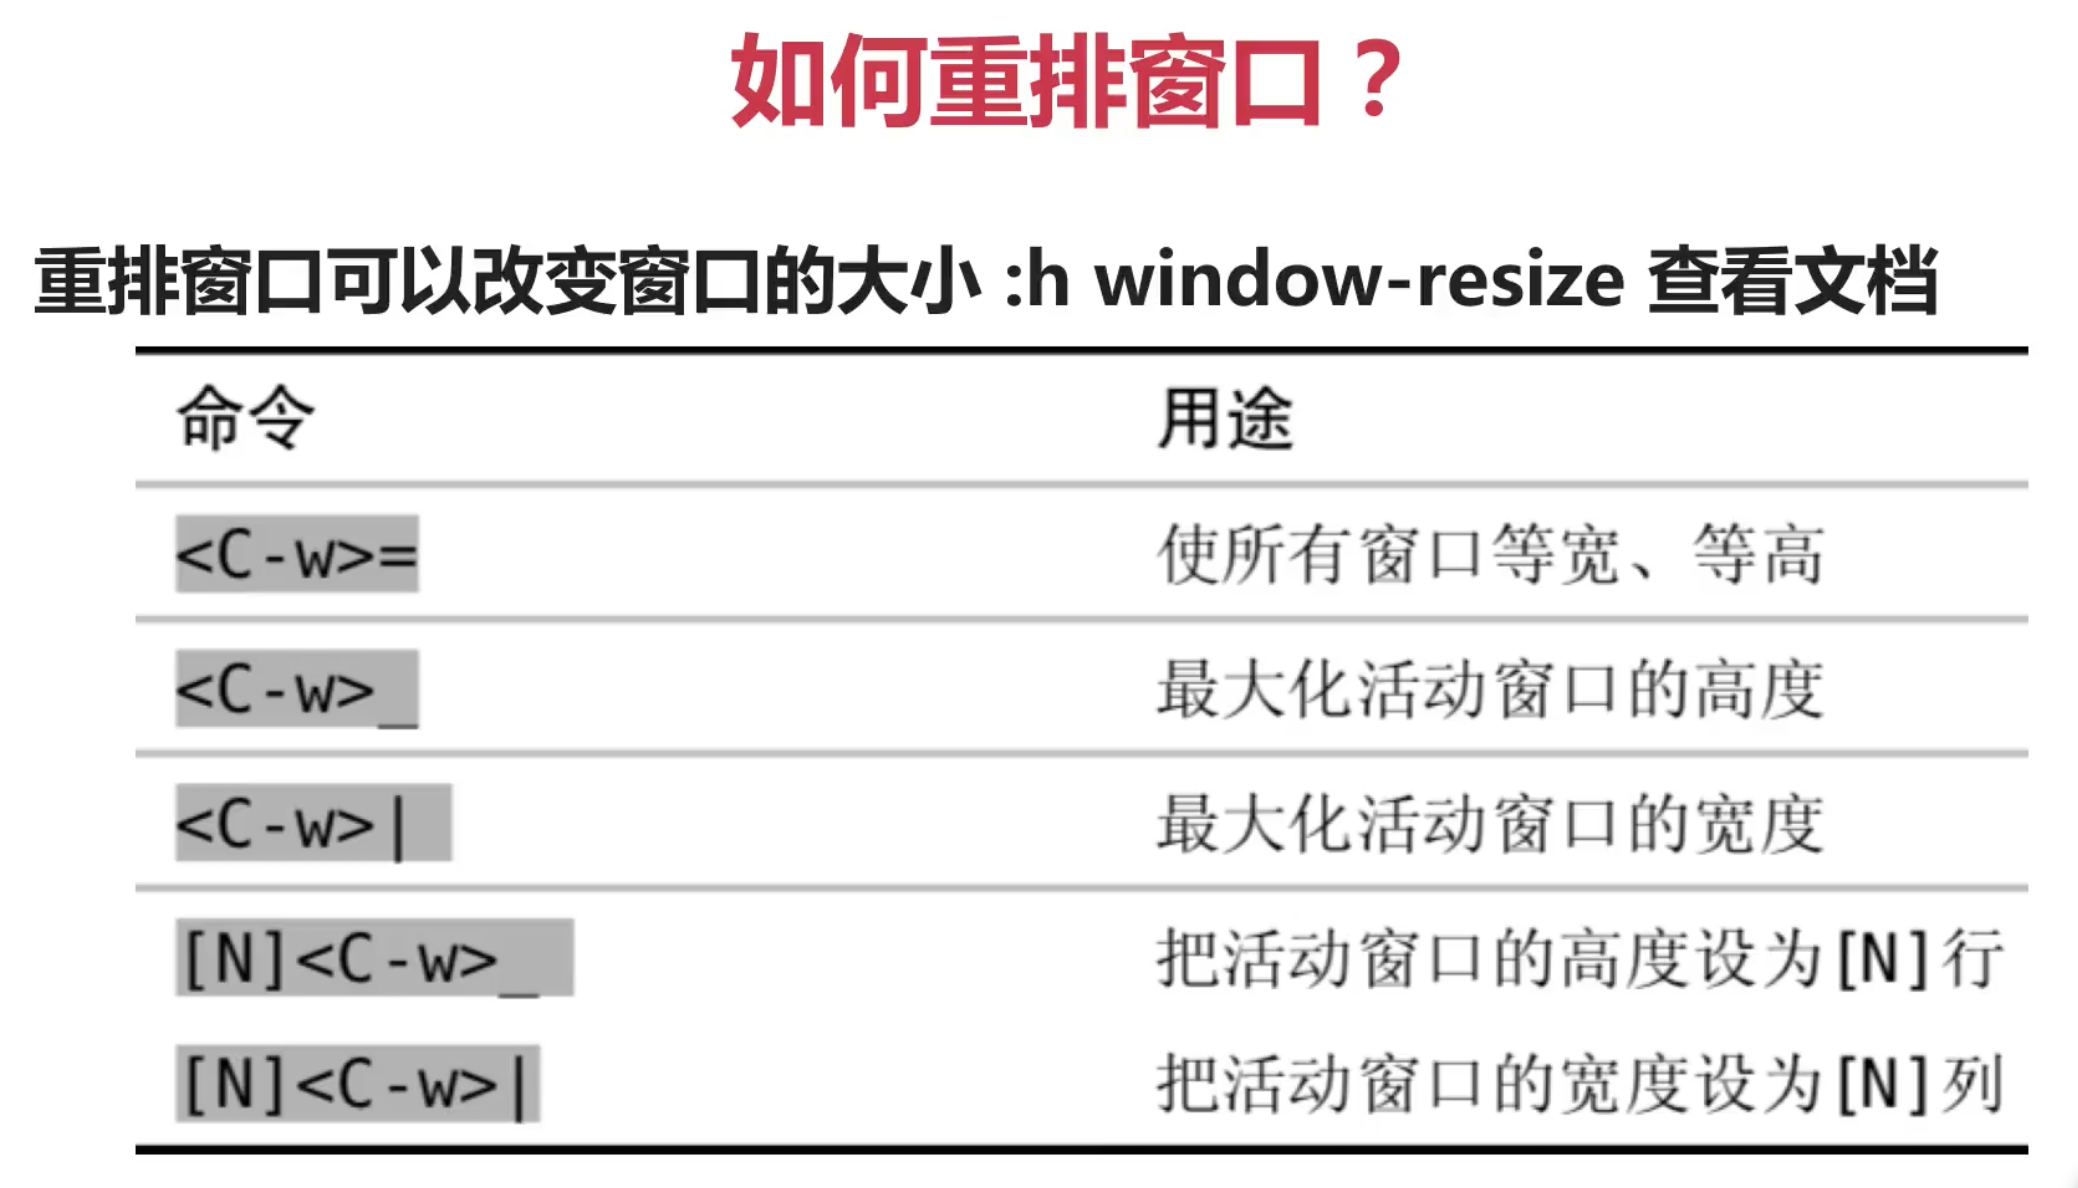 如何重排窗口？
重排窗口可以改变窗口的大小 :h window-resize 查看文档
命令 用途
<C-w>= 使所有窗口等宽、等高
<C-w>_ 最大化活动窗口的高度
<C-w>| 最大化活动窗口的宽度
[N]<C-w>_ 把活动窗口的高度设为[N]行
[N]<C-w>| 把活动窗口的宽度设为[N]列